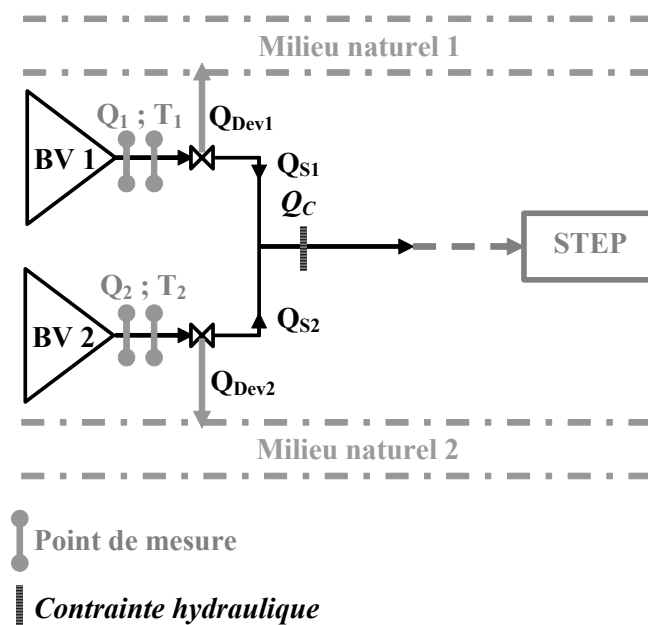 Milieu naturel 1
Q1 ; T1
QDev1
BV 1
QS1
QC
STEP
Q2 ; T2
QS2
BV 2
QDev2
Milieu naturel 2
Point de mesure
Contrainte hydraulique